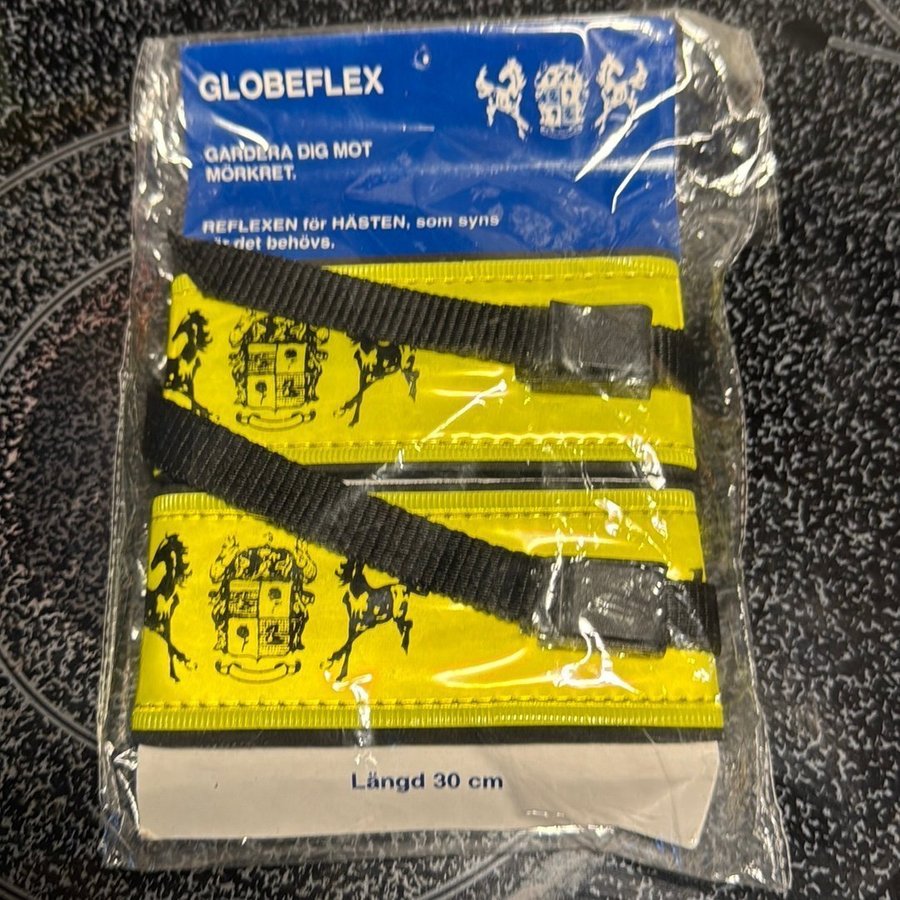 GLOBEFLEX
GARDERA DIG MOT
MÖRKRET.
REFLEXEN för HÄSTEN, som syns
det behövs.
Längd 30 cm